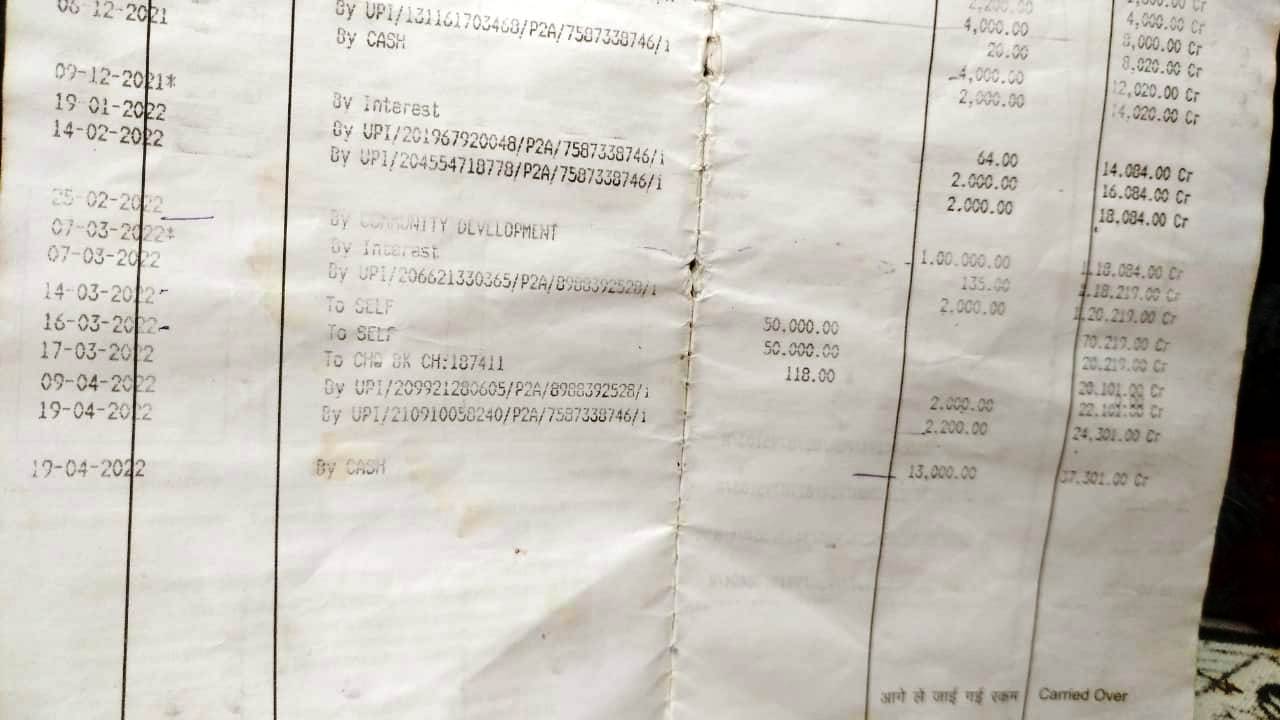 06-12-2021 4,000.00 Cr
By UPI/131161703468/P2A/7587338746/i 4,000.00 8,000.00 Cr
By CASH 20.00 8,020.00 Cr
4,000.00 12,020.00 Cr
2,000.00 14,020.00 Cr
09-12-2021*
19-01-2022 By Interest 64.00 14,084.00 Cr
14-02-2022 By UPI/201967920048/P2A/7587338746/i 2,000.00 16,084.00 Cr
By UPI/204554718778/P2A/7587338746/i 2,000.00 18,084.00 Cr
25-02-2022 By COMMUNITY DEVELOPMENT 1,00,000.00 1,18,084.00 Cr
07-03-2022* By Interest 135.00 1,18,219.00 Cr
07-03-2022 By UPI/206621330365/P2A/8988392528/i 2,000.00 1,20,219.00 Cr
14-03-2022 To SELF 50,000.00 70,219.00 Cr
16-03-2022 To SELF 50,000.00 20,219.00 Cr
17-03-2022 To CHQ BK CH:187411 118.00 20,101.00 Cr
09-04-2022 By UPI/209921280605/P2A/8988392528/i 2,000.00 22,101.00 Cr
19-04-2022 By UPI/210910058240/P2A/7587338746/i 2,200.00 24,301.00 Cr
19-04-2022 By CASH 13,000.00 37,301.00 Cr
आगे ले जाई गई रकम Carried Over